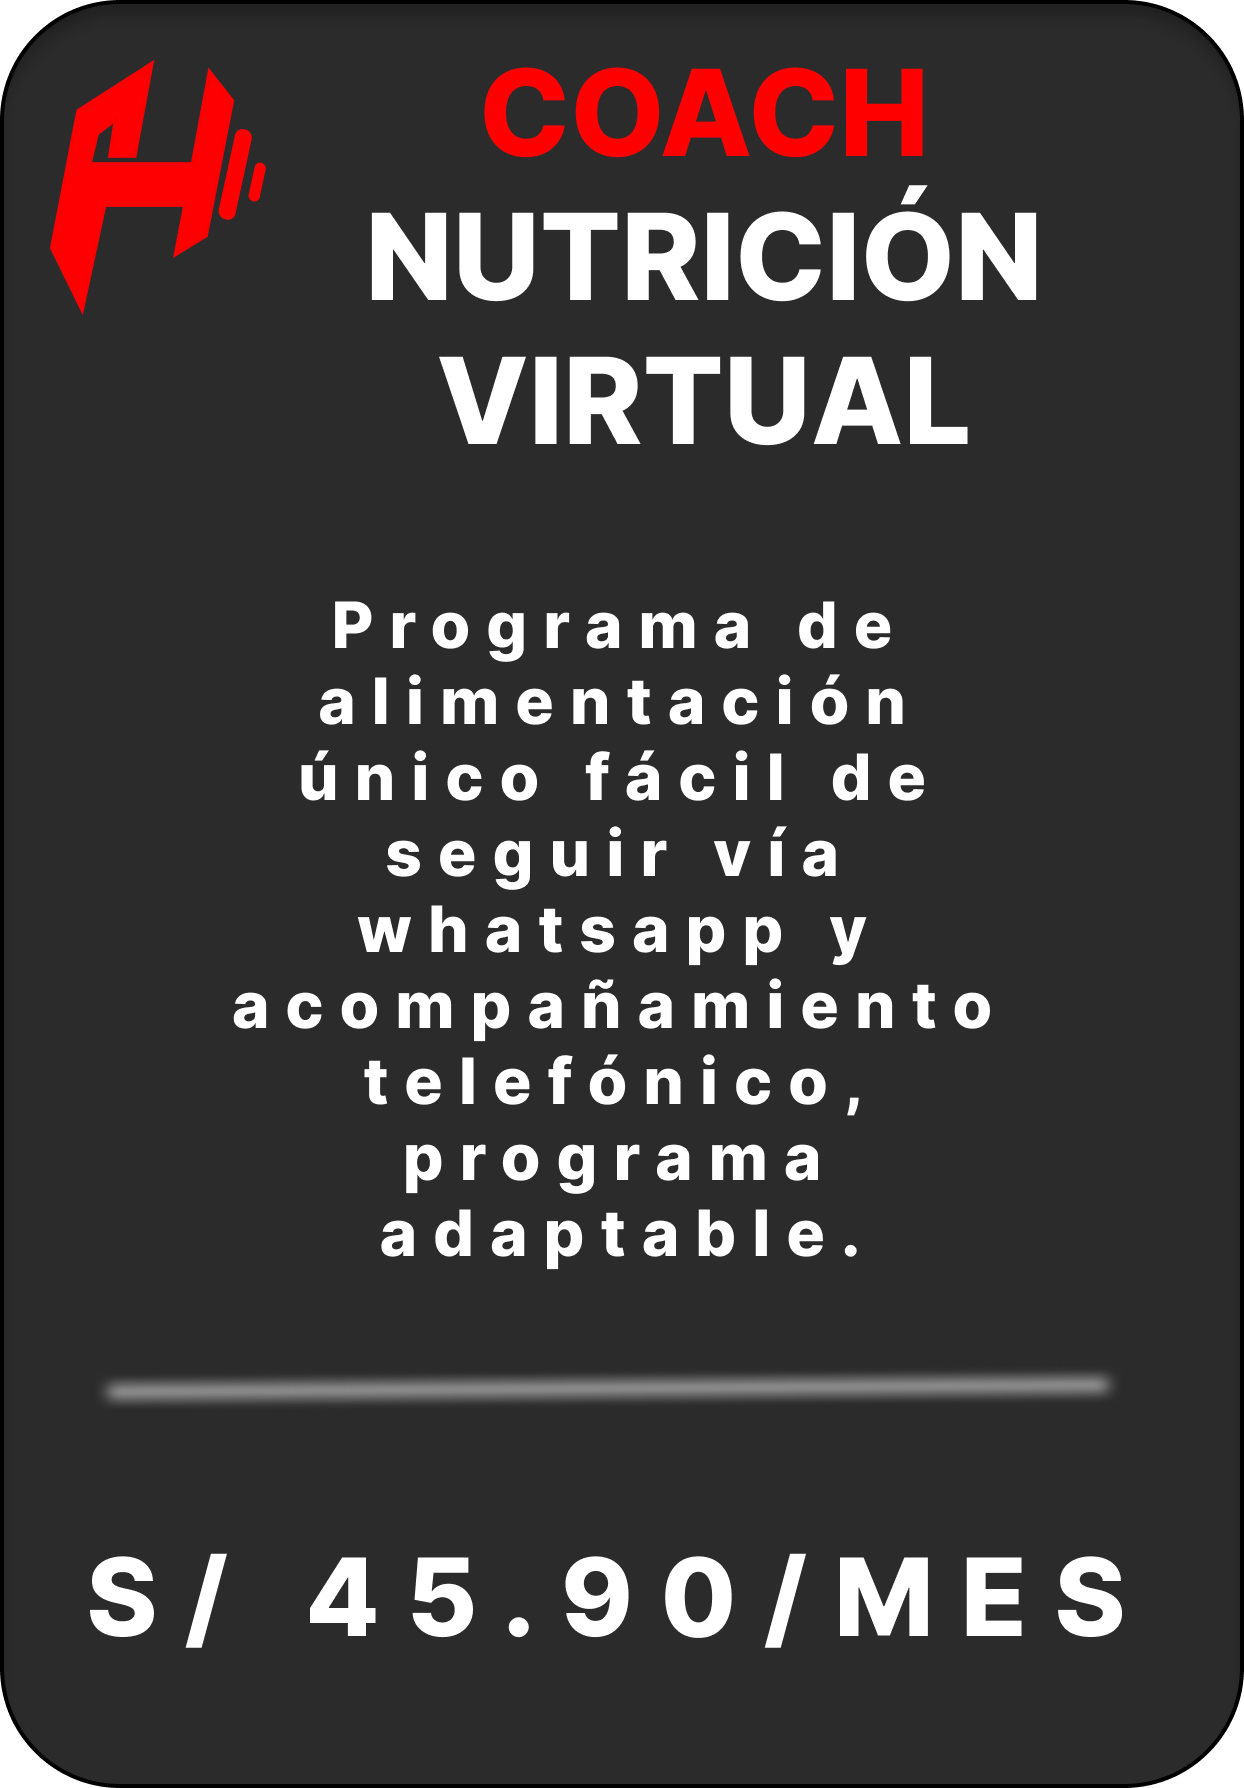 COACH
NUTRICIÓN
VIRTUAL
Programa de
alimentación
único fácil de
seguir vía
whatsapp y
acompañamiento
telefónico,
programa
adaptable.
S/ 45.90/MES